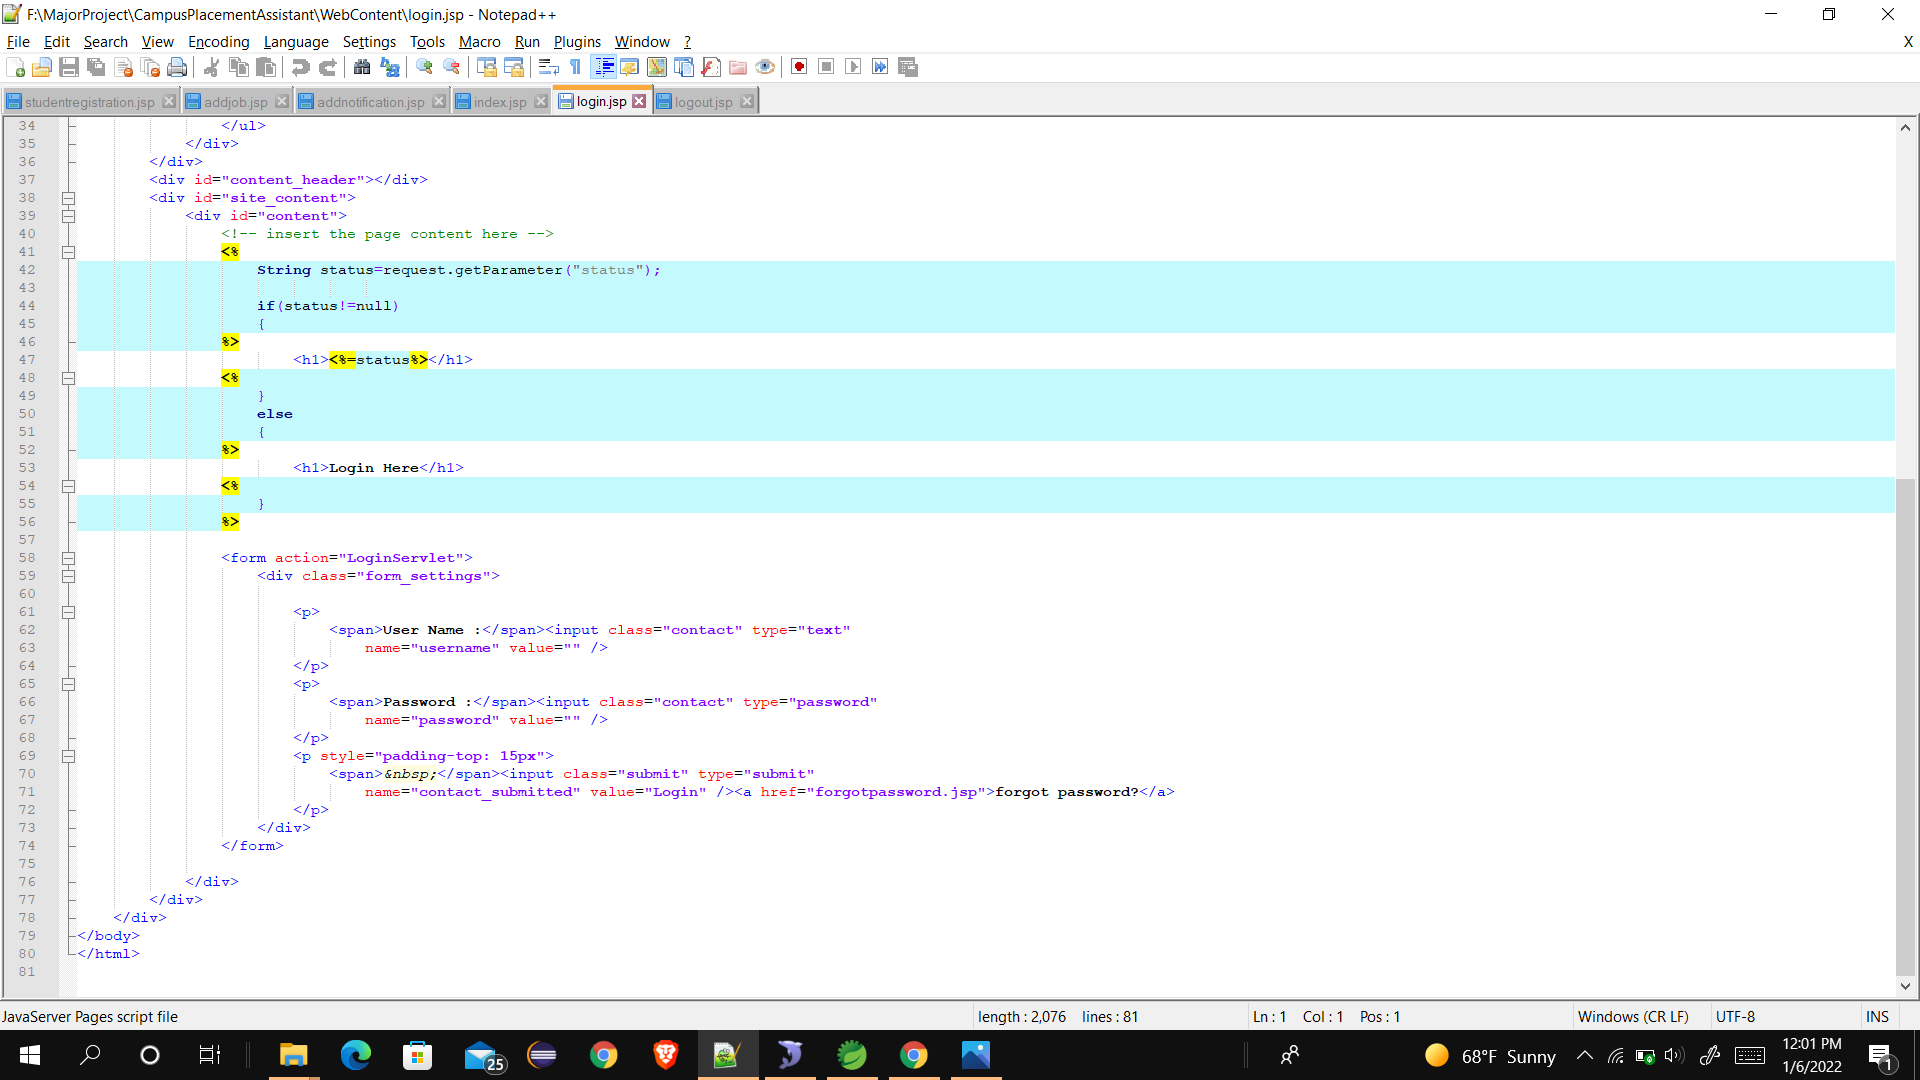 F:\MajorProject\CampusPlacementAssistant\WebContent\login.jsp - Notepad++
File Edit Search View Encoding Language Settings Tools Macro Run Plugins Window ? X
studentregistration.jsp addjob.jsp addnotification.jsp index.jsp login.jsp logout.jsp
34 </ul>
35 </div>
36 </div>
37 <div id="content_header"></div>
38 <div id="site_content">
39 <div id="content">
40 <!-- insert the page content here -->
41 <%
42 String status=request.getParameter("status");
43
44 if(status!=null)
45 {
46 %>
47 <h1><%=status%></h1>
48 <%
49 }
50 else
51 {
52 %>
53 <h1>Login Here</h1>
54 <%
55 }
56 %>
57
58 <form action="LoginServlet">
59 <div class="form_settings">
60
61 <p>
62 <span>User Name :</span><input class="contact" type="text"
63 name="username" value="" />
64 </p>
65 <p>
66 <span>Password :</span><input class="contact" type="password"
67 name="password" value="" />
68 </p>
69 <p style="padding-top: 15px">
70 <span>&nbsp;</span><input class="submit" type="submit"
71 name="contact_submitted" value="Login" /><a href="forgotpassword.jsp">forgot password?</a>
72 </p>
73 </div>
74 </form>
75
76 </div>
77 </div>
78 </div>
79 </body>
80 </html>
81
JavaServer Pages script file length : 2,076 lines : 81 Ln : 1 Col : 1 Pos : 1 Windows (CR LF) UTF-8 INS
25 68°F Sunny 12:01 PM
1/6/2022 1